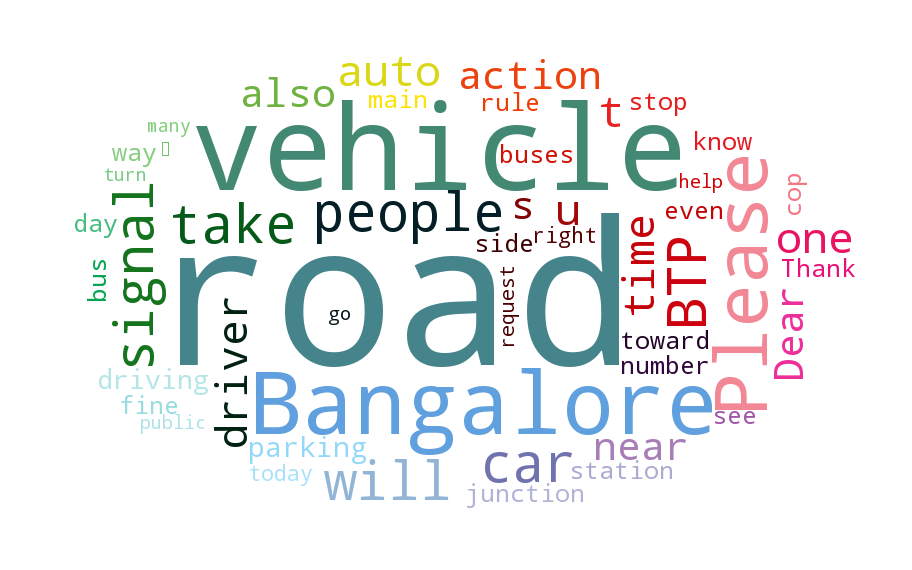 auto
action
also
main
rule
t
stop
vehicle
many
way
turn
buses
know
help
cop
Please
signal
take
people
s
u
even
day
side
right
time
BTP
one
Thank
Dear
bus
road
request
go
driver
toward
number
driving
fine
public
Bangalore
see
parking
today
will
car
near
station
junction